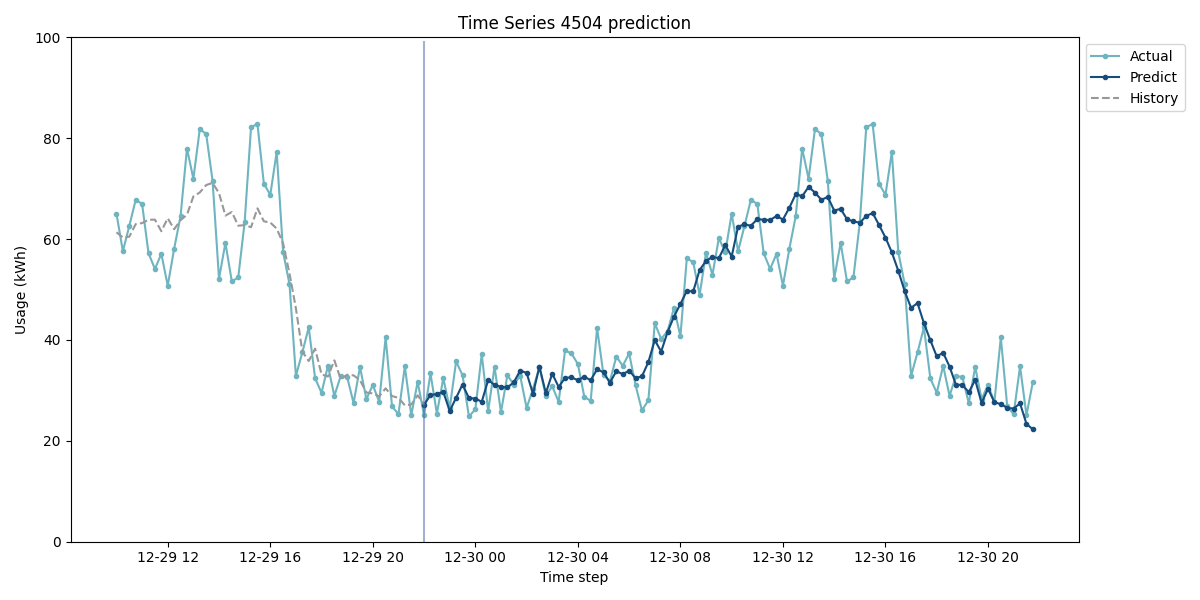 Time Series 4504 prediction
100
80
60
40
20
0
Usage (kWh)
12-29 12
12-29 16
12-29 20
12-30 00
12-30 04
12-30 08
12-30 12
12-30 16
12-30 20
Time step
Actual
Predict
History